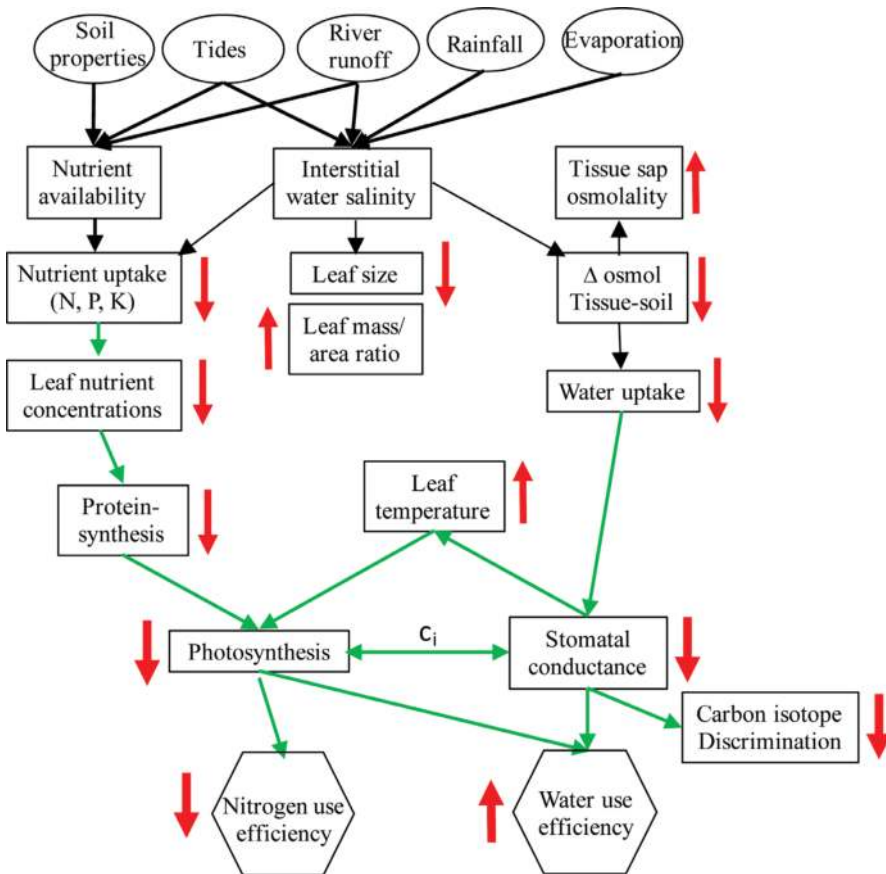 Soil
properties
Tides
River
runoff
Rainfall
Evaporation
Nutrient
availability
Interstitial
water salinity
Tissue sap
osmolality
Nutrient uptake
(N, P, K)
Leaf size
Leaf mass/
area ratio
Δ osmol
Tissue-soil
Leaf nutrient
concentrations
Water uptake
Protein-
synthesis
Leaf
temperature
Photosynthesis
ci
Stomatal
conductance
Carbon isotope
Discrimination
Nitrogen use
efficiency
Water use
efficiency